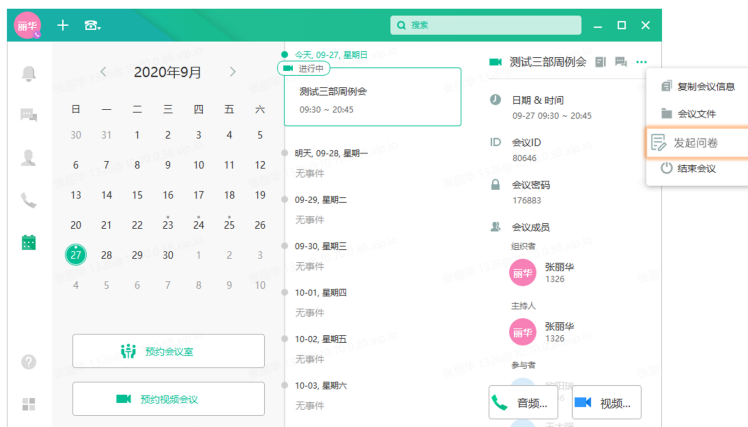 丽华
搜索
2020年9月
日 一 二 三 四 五 六
30 31 1 2 3 4 5
6 7 8 9 10 11 12
13 14 15 16 17 18 19
20 21 22 23 24 25 26
27 28 29 30 1 2 3
4 5 6 7 8 9 10
预约会议室
预约视频会议
今天, 09-27, 星期日
进行中
测试三部周例会
09:30 ~ 20:45
明天, 09-28, 星期一
无事件
09-29, 星期二
无事件
09-30, 星期三
无事件
10-01, 星期四
无事件
10-02, 星期五
无事件
10-03, 星期六
无事件
测试三部周例会
日期 & 时间
09-27 09:30 ~ 20:45
ID 会议ID
80646
会议密码
176883
会议成员
组织者
丽华 张丽华
1326
主持人
丽华 张丽华
1326
参与者
音频...
视频...
复制会议信息
会议文件
发起问卷
结束会议